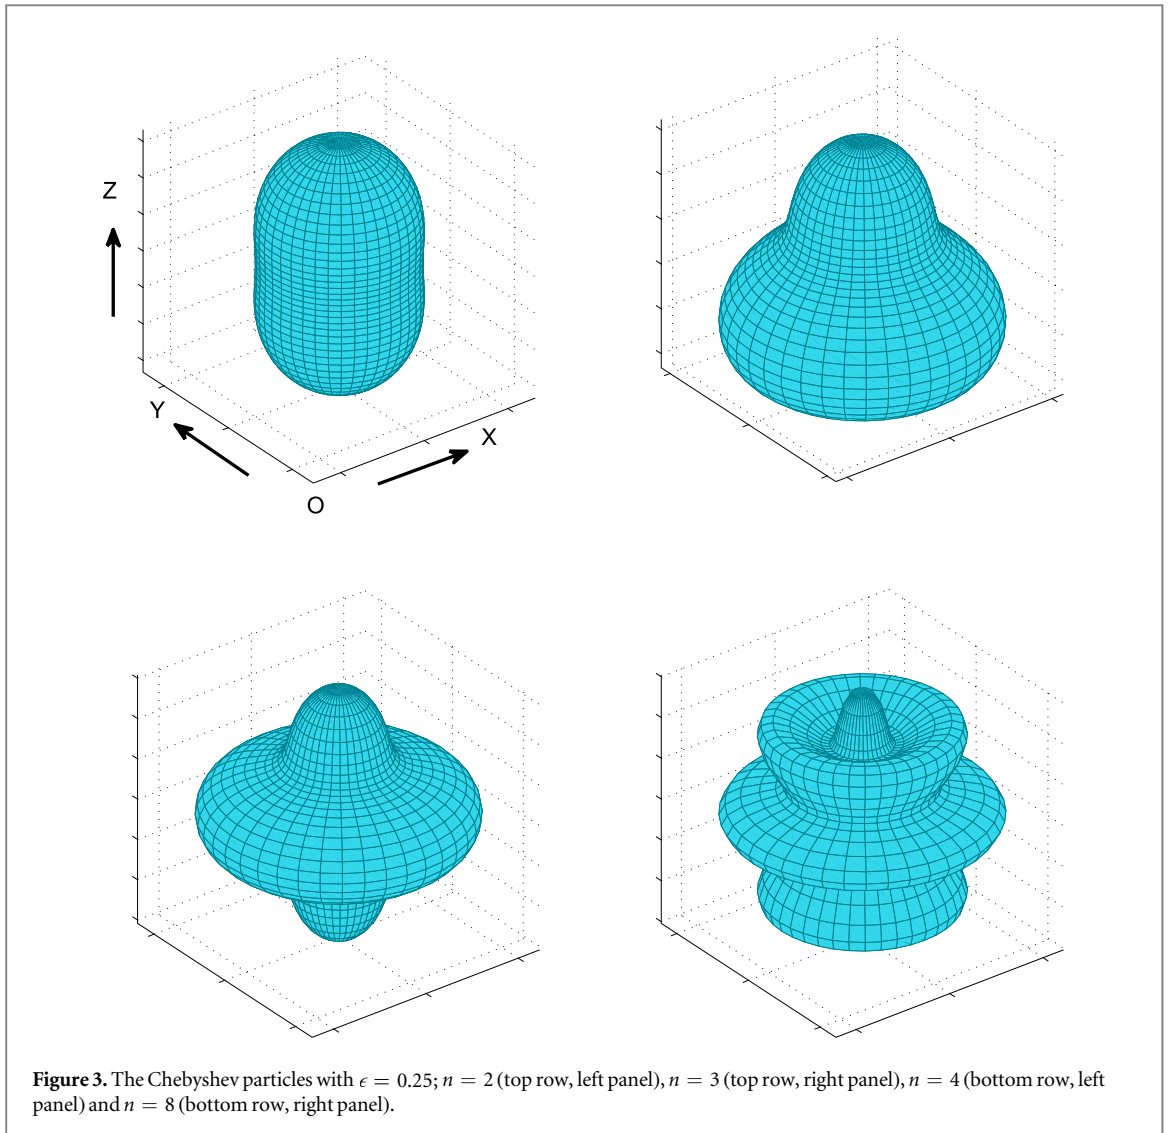 Z
Y
X
O
Figure 3. The Chebyshev particles with ϵ = 0.25; n = 2 (top row, left panel), n = 3 (top row, right panel), n = 4 (bottom row, left
panel) and n = 8 (bottom row, right panel).